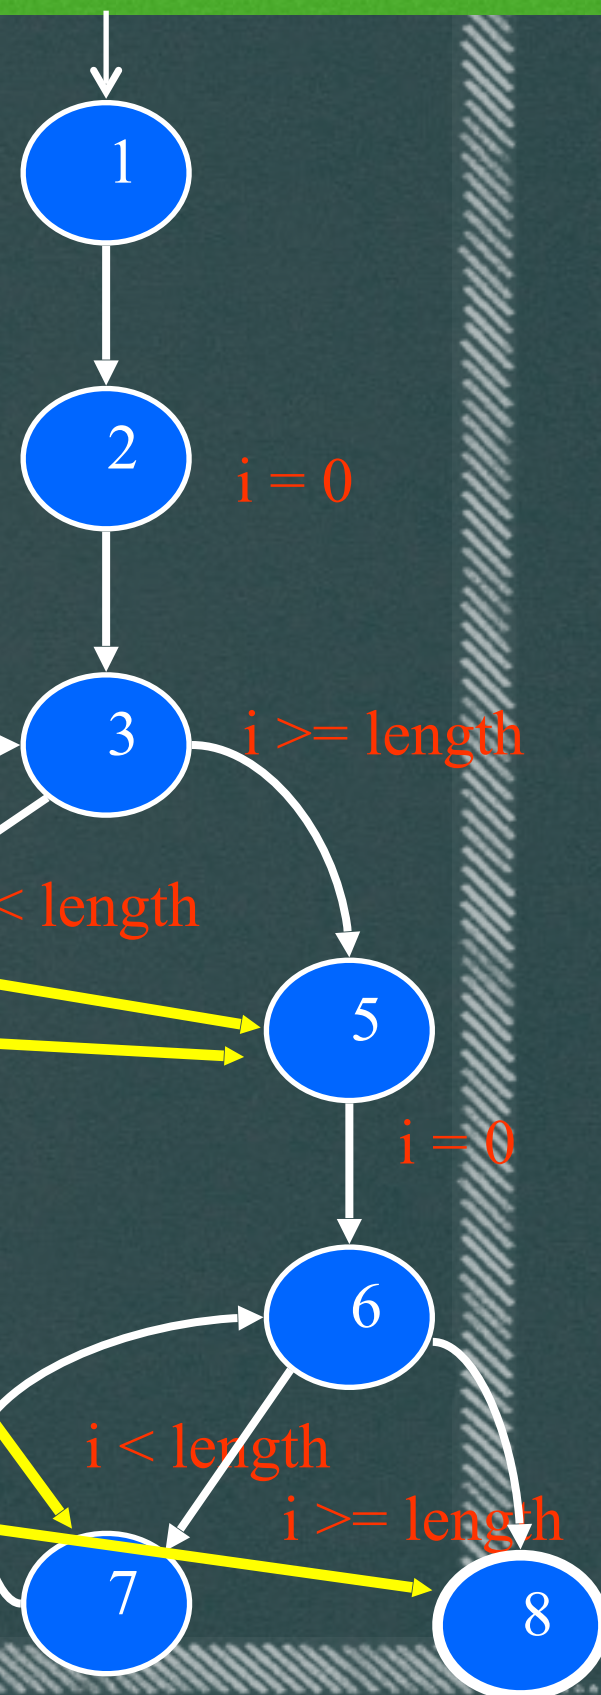 1
2
i = 0
3
i >= length
< length
5
i = 0
6
i < length
i >= length
7
8